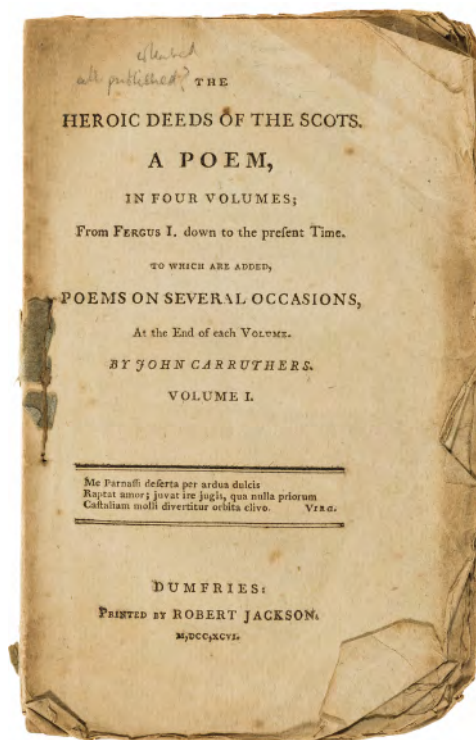 all published?
THE
HEROIC DEEDS OF THE SCOTS.
A POEM,
IN FOUR VOLUMES;
From FERGUS I. down to the preſent Time.
TO WHICH ARE ADDED,
POEMS ON SEVERAL OCCASIONS,
At the End of each VOLUME.
BY JOHN CARRUTHERS.
VOLUME I.
Me Parnaſſi deſerta per ardua dulcis
Raptat amor; juvat ire jugis, qua nulla priorum
Caſtaliam molli divertitur orbita clivo. VIRG.
DUMFRIES:
PRINTED BY ROBERT JACKSON.
M,DCC,XCVI.